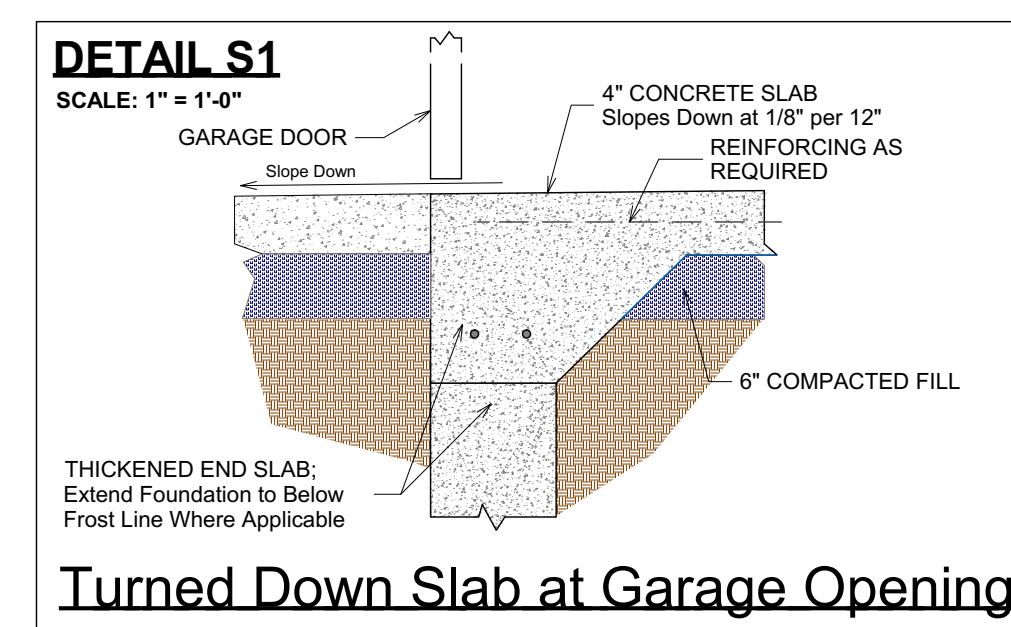 DETAIL S1
SCALE: 1" = 1'-0"
GARAGE DOOR
4" CONCRETE SLAB
Slopes Down at 1/8" per 12"
REINFORCING AS
REQUIRED
Slope Down
6" COMPACTED FILL
THICKENED END SLAB;
Extend Foundation to Below
Frost Line Where Applicable
Turned Down Slab at Garage Opening